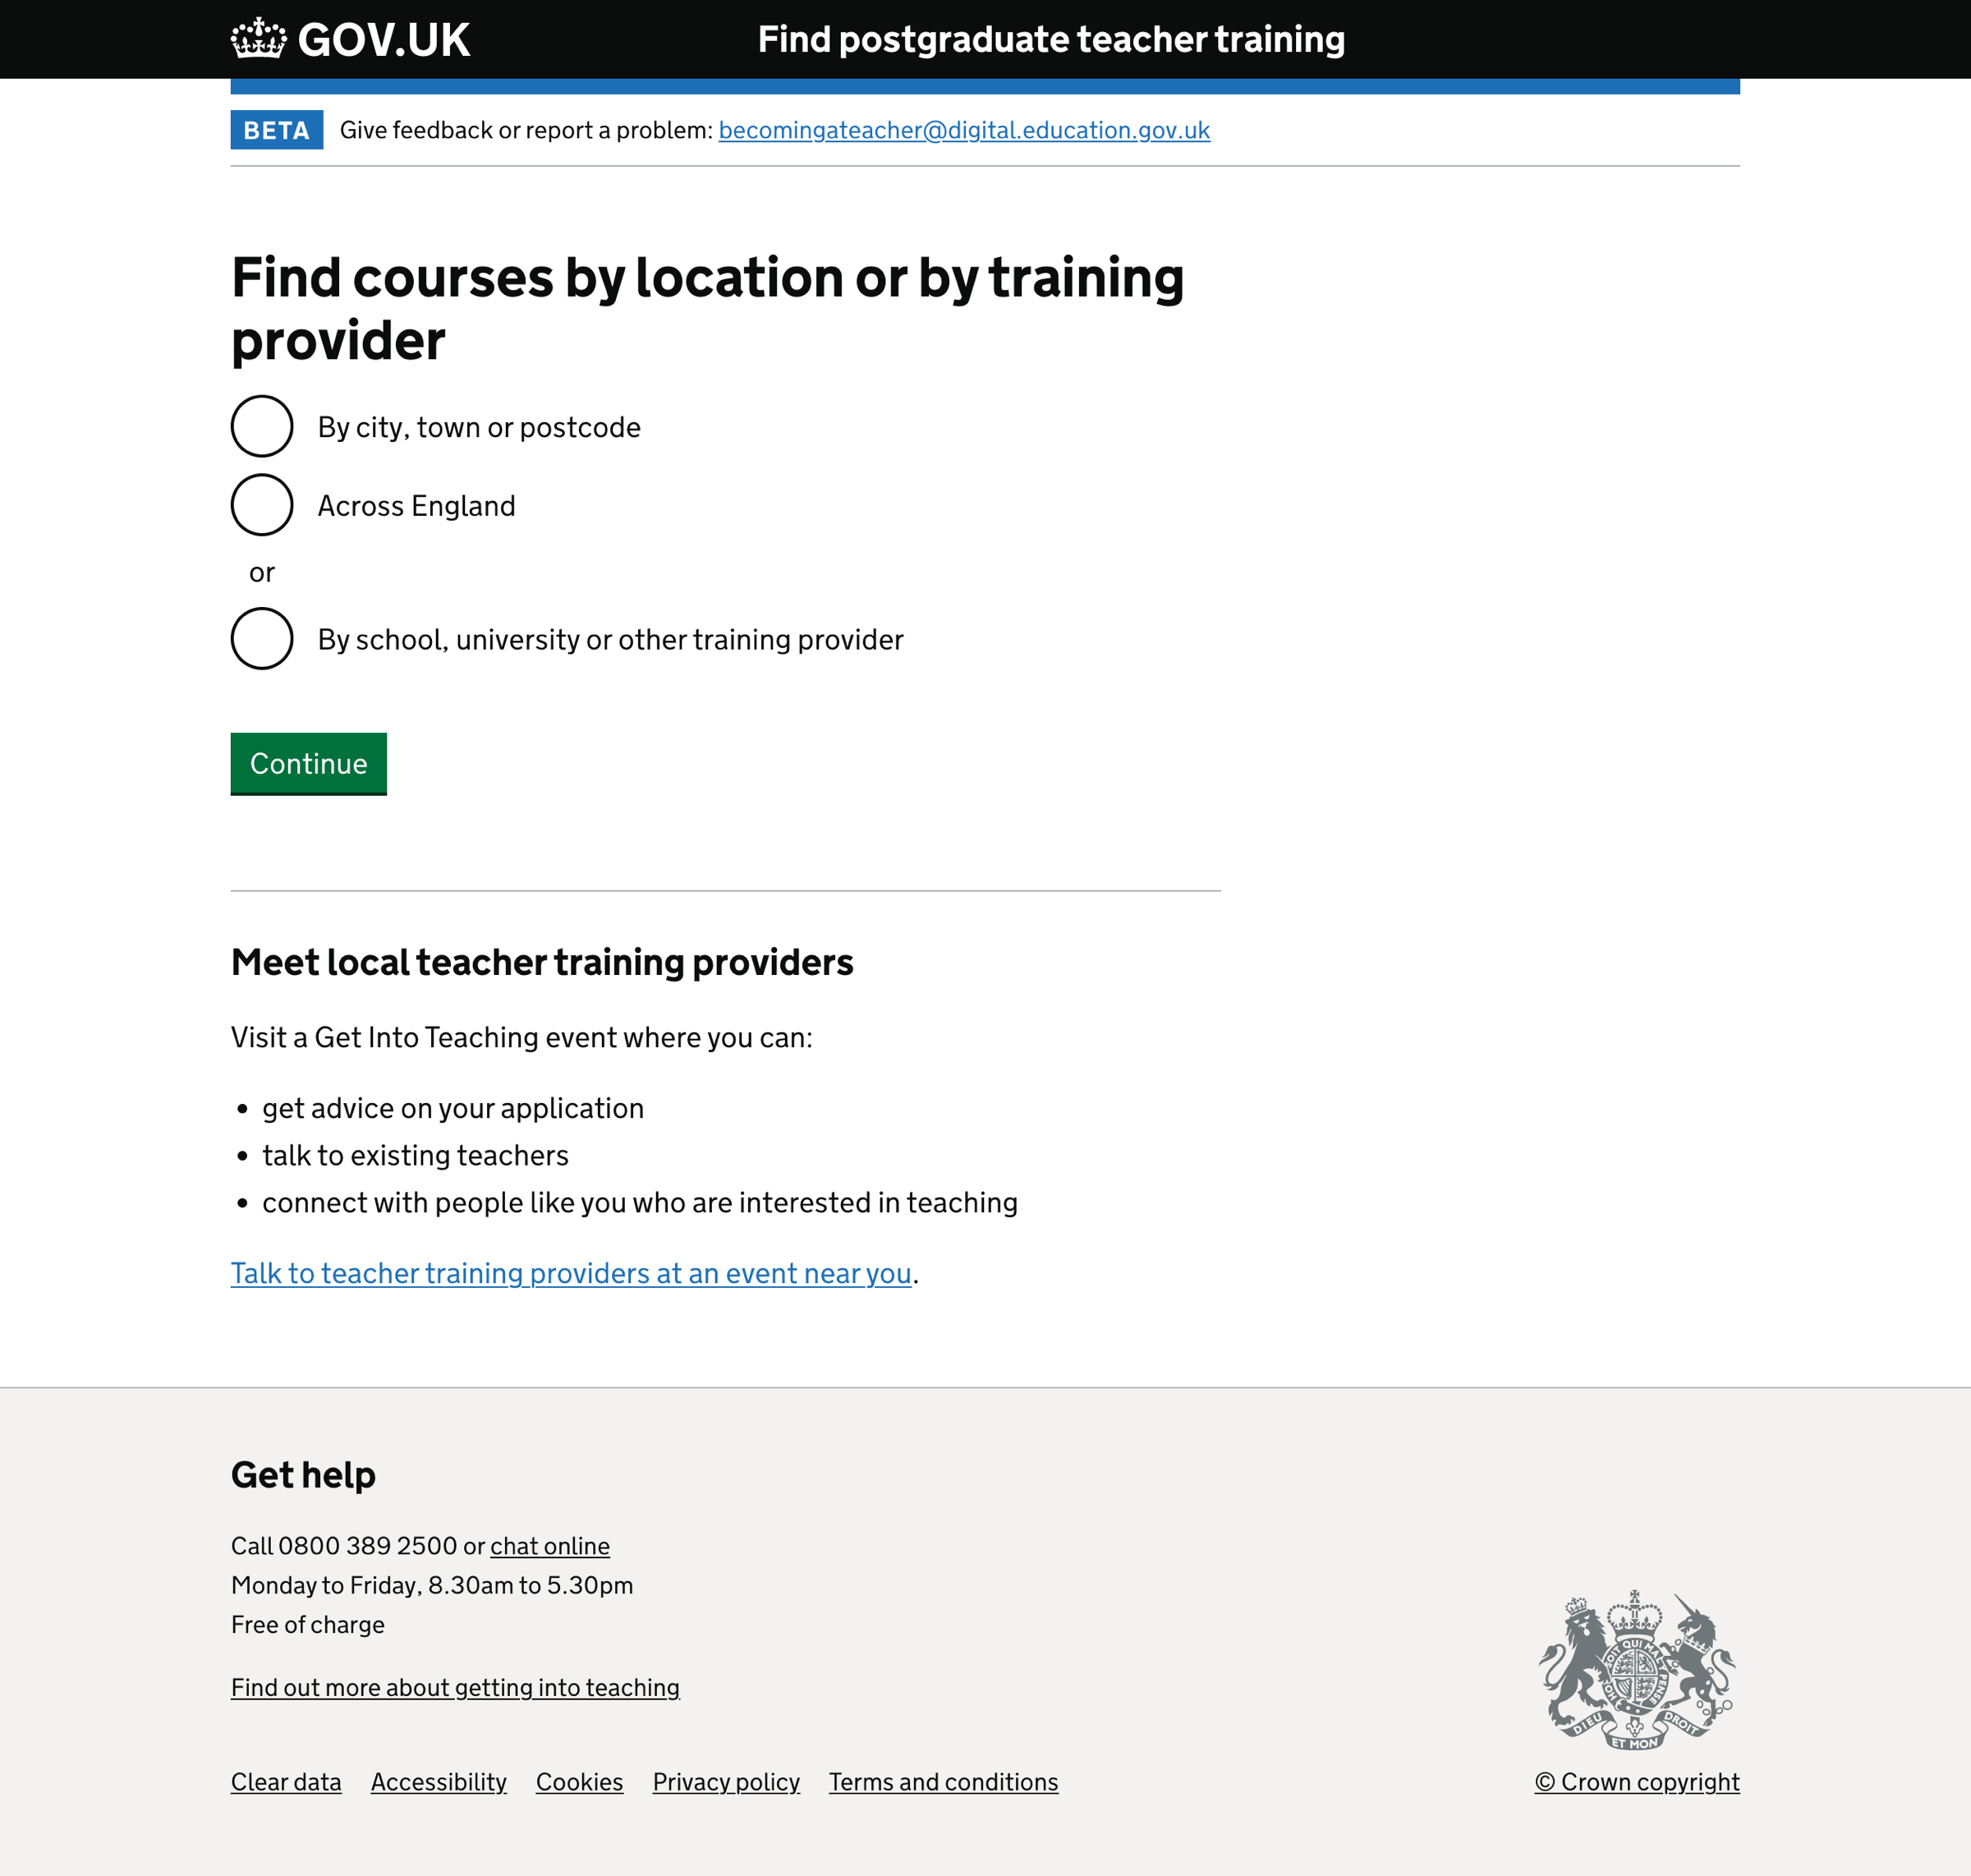 GOV.UK
Find postgraduate teacher training
BETA
Give feedback or report a problem: becomingateacher@digital.education.gov.uk
Find courses by location or by training
provider
By city, town or postcode
Across England
or
By school, university or other training provider
Continue
Meet local teacher training providers
Visit a Get Into Teaching event where you can:
• get advice on your application
• talk to existing teachers
• connect with people like you who are interested in teaching
Talk to teacher training providers at an event near you.
Get help
Call 0800 389 2500 or chat online
Monday to Friday, 8.30am to 5.30pm
Free of charge
Find out more about getting into teaching
DIEU ET MON DROIT
Clear data Accessibility Cookies Privacy policy Terms and conditions
© Crown copyright